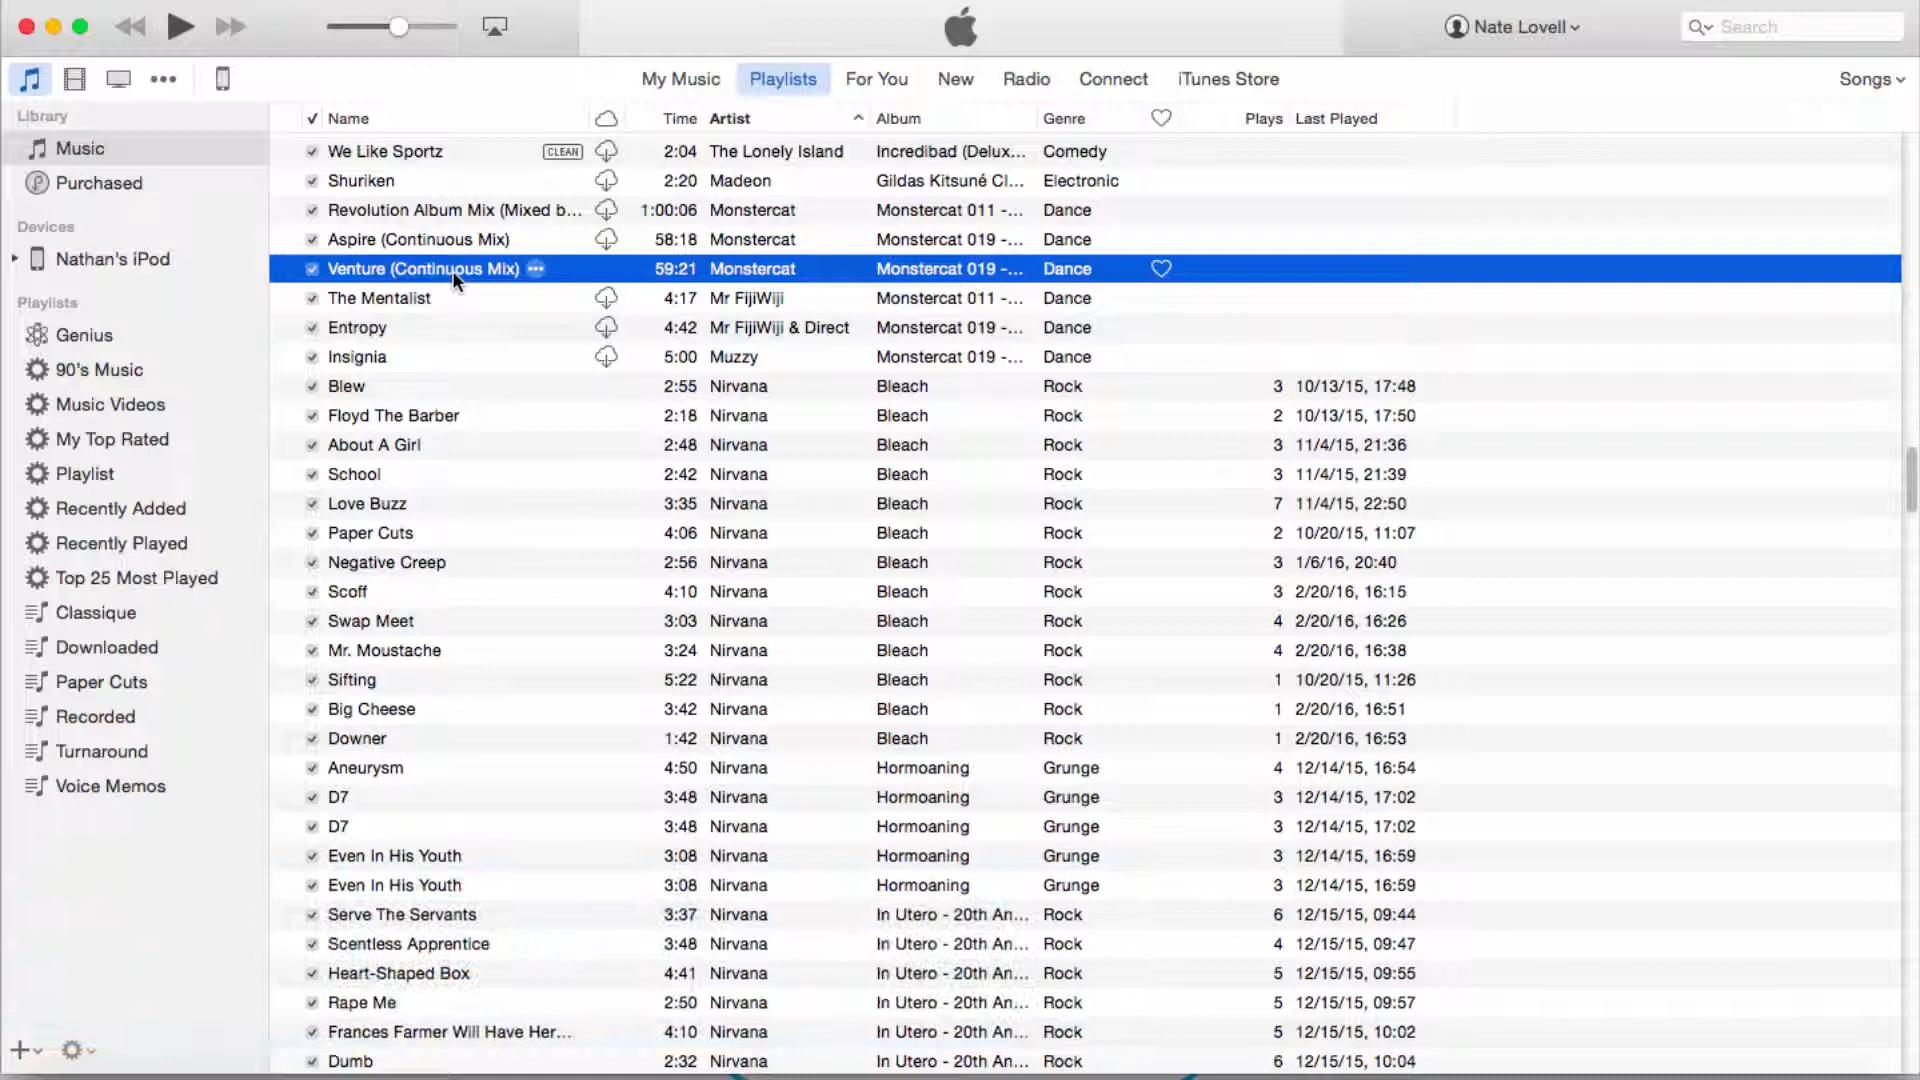 Nate Lovell
Search
My Music Playlists For You New Radio Connect iTunes Store
Songs
Library
Music
Purchased
Devices
Nathan's iPod
Playlists
Genius
90's Music
Music Videos
My Top Rated
Playlist
Recently Added
Recently Played
Top 25 Most Played
Classique
Downloaded
Paper Cuts
Recorded
Turnaround
Voice Memos
Name Time Artist Album Genre Plays Last Played
We Like Sportz CLEAN 2:04 The Lonely Island Incredibad (Delux... Comedy
Shuriken 2:20 Madeon Gildas Kitsuné Cl... Electronic
Revolution Album Mix (Mixed b... 1:00:06 Monstercat Monstercat 011 -... Dance
Aspire (Continuous Mix) 58:18 Monstercat Monstercat 019 -... Dance
Venture (Continuous Mix) 59:21 Monstercat Monstercat 019 -... Dance
The Mentalist 4:17 Mr FijiWiji Monstercat 011 -... Dance
Entropy 4:42 Mr FijiWiji & Direct Monstercat 019 -... Dance
Insignia 5:00 Muzzy Monstercat 019 -... Dance
Blew 2:55 Nirvana Bleach Rock 3 10/13/15, 17:48
Floyd The Barber 2:18 Nirvana Bleach Rock 2 10/13/15, 17:50
About A Girl 2:48 Nirvana Bleach Rock 3 11/4/15, 21:36
School 2:42 Nirvana Bleach Rock 3 11/4/15, 21:39
Love Buzz 3:35 Nirvana Bleach Rock 7 11/4/15, 22:50
Paper Cuts 4:06 Nirvana Bleach Rock 2 10/20/15, 11:07
Negative Creep 2:56 Nirvana Bleach Rock 3 1/6/16, 20:40
Scoff 4:10 Nirvana Bleach Rock 3 2/20/16, 16:15
Swap Meet 3:03 Nirvana Bleach Rock 4 2/20/16, 16:26
Mr. Moustache 3:24 Nirvana Bleach Rock 4 2/20/16, 16:38
Sifting 5:22 Nirvana Bleach Rock 1 10/20/15, 11:26
Big Cheese 3:42 Nirvana Bleach Rock 1 2/20/16, 16:51
Downer 1:42 Nirvana Bleach Rock 1 2/20/16, 16:53
Aneurysm 4:50 Nirvana Hormoaning Grunge 4 12/14/15, 16:54
D7 3:48 Nirvana Hormoaning Grunge 3 12/14/15, 17:02
D7 3:48 Nirvana Hormoaning Grunge 3 12/14/15, 17:02
Even In His Youth 3:08 Nirvana Hormoaning Grunge 3 12/14/15, 16:59
Even In His Youth 3:08 Nirvana Hormoaning Grunge 3 12/14/15, 16:59
Serve The Servants 3:37 Nirvana In Utero - 20th An... Rock 6 12/15/15, 09:44
Scentless Apprentice 3:48 Nirvana In Utero - 20th An... Rock 4 12/15/15, 09:47
Heart-Shaped Box 4:41 Nirvana In Utero - 20th An... Rock 5 12/15/15, 09:55
Rape Me 2:50 Nirvana In Utero - 20th An... Rock 5 12/15/15, 09:57
Frances Farmer Will Have Her... 4:10 Nirvana In Utero - 20th An... Rock 5 12/15/15, 10:02
Dumb 2:32 Nirvana In Utero - 20th An... Rock 6 12/15/15, 10:04